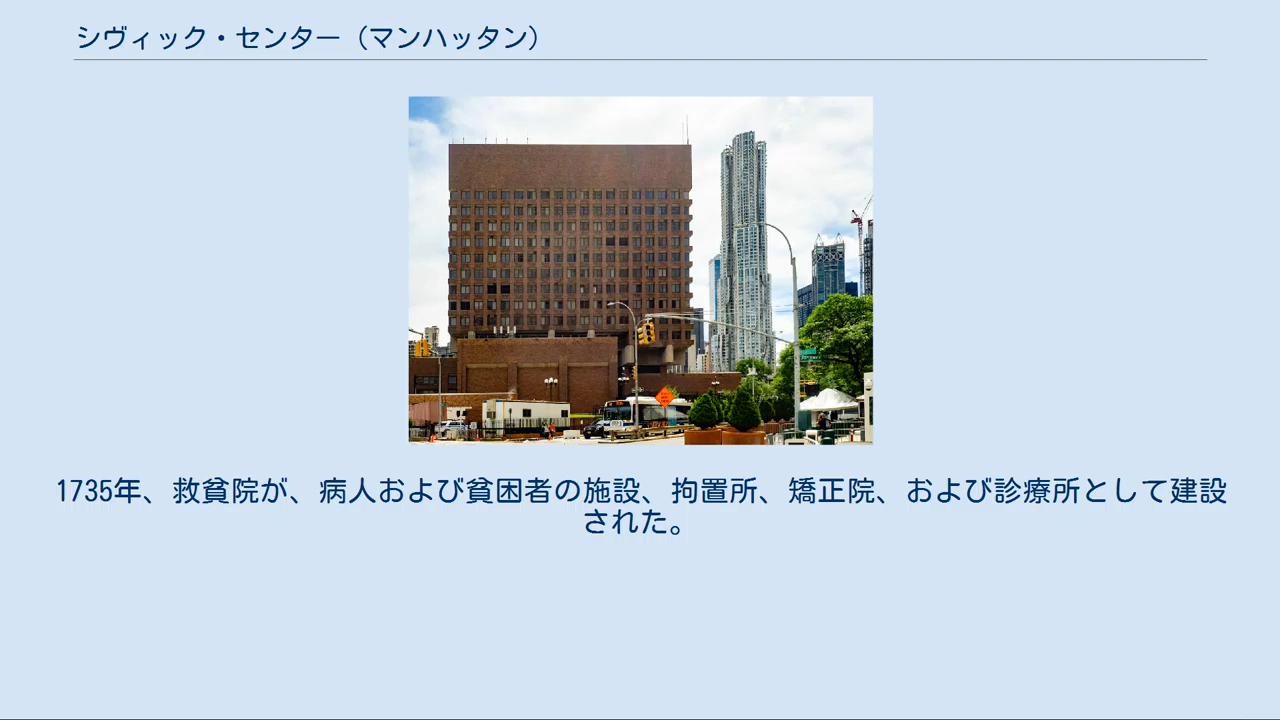 シヴィック・センター（マンハッタン）
1735年、救貧院が、病人および貧困者の施設、拘置所、矯正院、および診療所として建設
された。